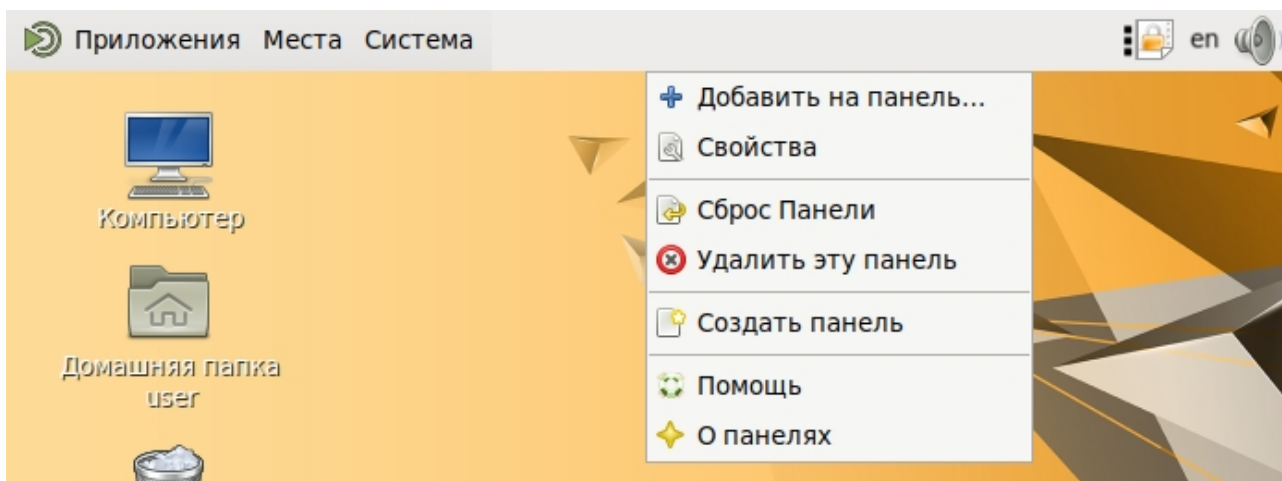 Приложения Места Система
en
Добавить на панель...
Свойства
Сброс Панели
Удалить эту панель
Создать панель
Помощь
О панелях
Компьютер
Домашняя папка
user